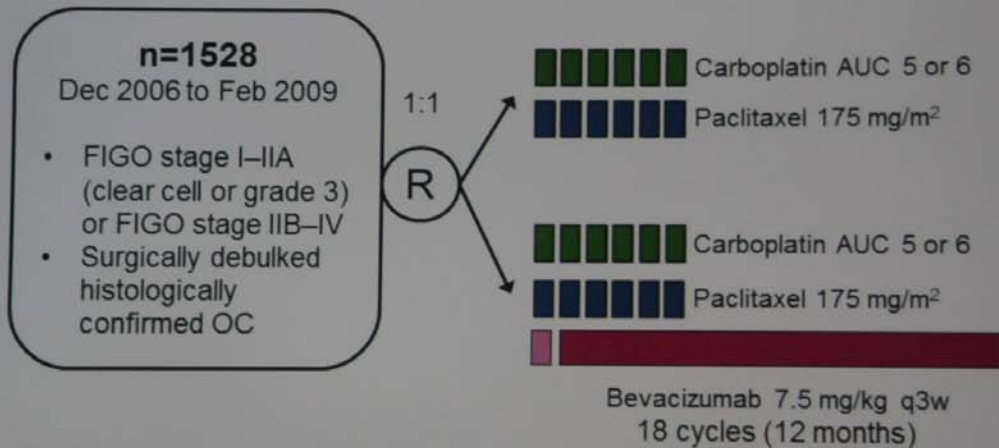 n=1528
Dec 2006 to Feb 2009
• FIGO stage I–IIA
(clear cell or grade 3)
or FIGO stage IIB–IV
• Surgically debulked
histologically
confirmed OC
1:1
R
Carboplatin AUC 5 or 6
Paclitaxel 175 mg/m²
Carboplatin AUC 5 or 6
Paclitaxel 175 mg/m²
Bevacizumab 7.5 mg/kg q3w
18 cycles (12 months)